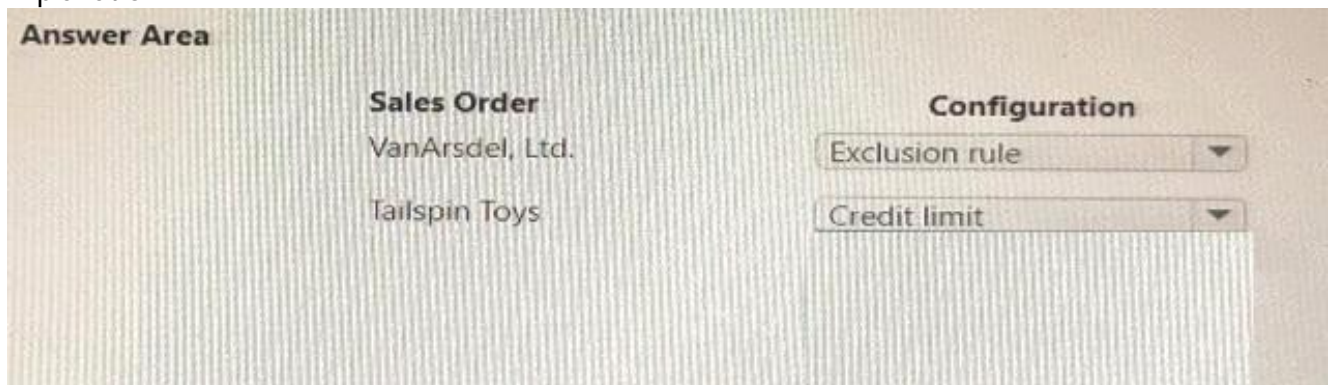 Answer Area
Sales Order Configuration
VanArsdel, Ltd. Exclusion rule
Tailspin Toys Credit limit